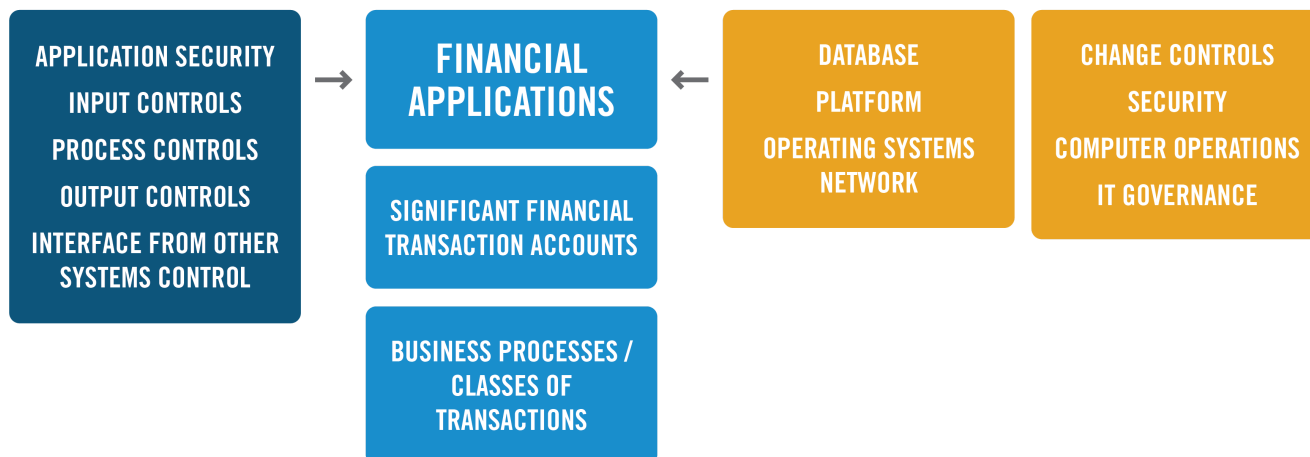 APPLICATION SECURITY
INPUT CONTROLS
PROCESS CONTROLS
OUTPUT CONTROLS
INTERFACE FROM OTHER
SYSTEMS CONTROL
FINANCIAL
APPLICATIONS
SIGNIFICANT FINANCIAL
TRANSACTION ACCOUNTS
BUSINESS PROCESSES /
CLASSES OF
TRANSACTIONS
DATABASE
PLATFORM
OPERATING SYSTEMS
NETWORK
CHANGE CONTROLS
SECURITY
COMPUTER OPERATIONS
IT GOVERNANCE